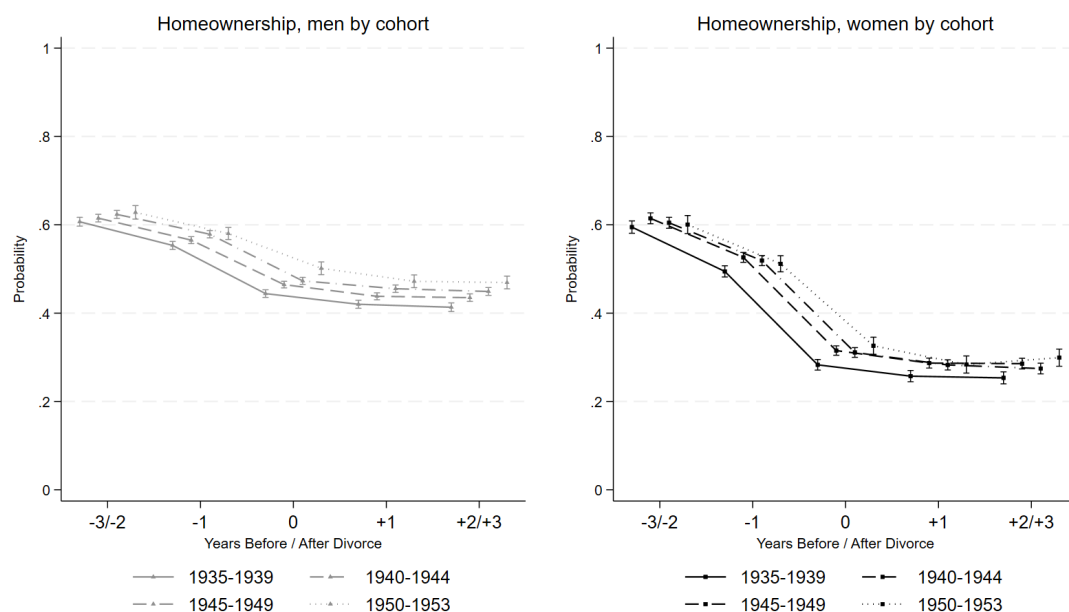 Homeownership, men by cohort
1
.8
.6
.4
.2
0
Probability
-3/-2 -1 0 +1 +2/+3
Years Before / After Divorce
1935-1939 1940-1944
1945-1949 1950-1953
Homeownership, women by cohort
1
.8
.6
.4
.2
0
Probability
-3/-2 -1 0 +1 +2/+3
Years Before / After Divorce
1935-1939 1940-1944
1945-1949 1950-1953